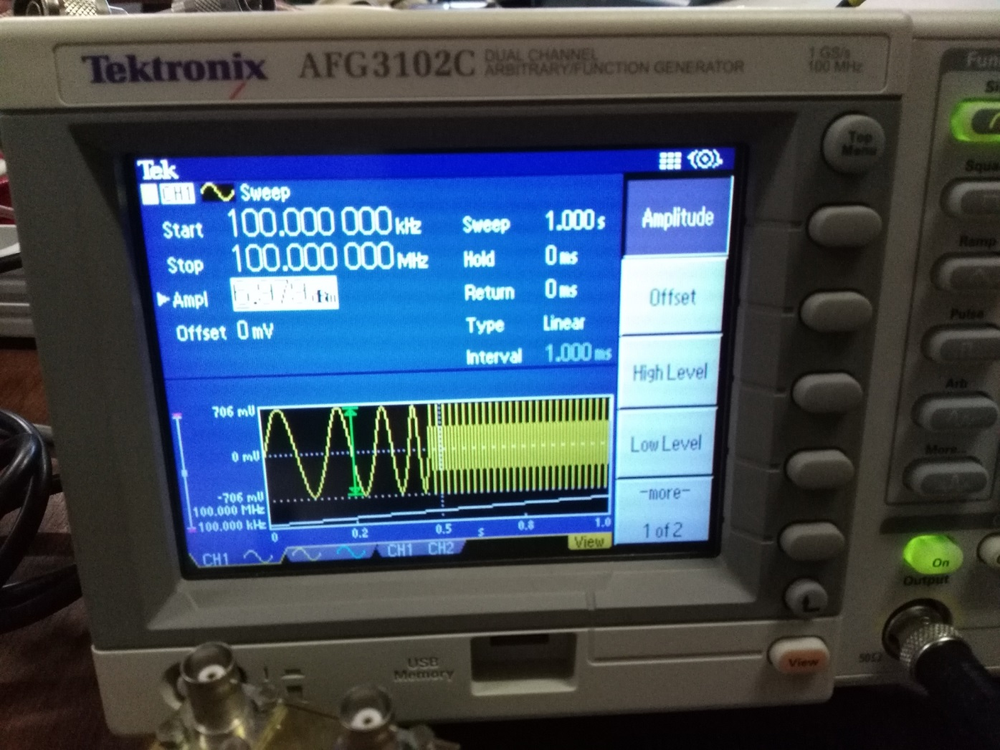 Tektronix AFG3102C DUAL CHANNEL ARBITRARY/FUNCTION GENERATOR
1 GS/s
100 MHz
Tek
CH1 Sweep
Start 100.000 000 kHz
Stop 100.000 000 MHz
Ampl 6.979 dBm
Offset 0 mV
Sweep 1.000 s
Hold 0 ms
Return 0 ms
Type Linear
Interval 1.000 ms
Amplitude
Offset
High Level
Low Level
-more-
1 of 2
706 mV
0 mV
-706 mV
100.000 MHz
100.000 kHz
0 0.2 0.5 s 0.8 1.0
CH1 CH1 CH2 View
Top Menu
Ramp
Pulse
Arb
More...
On
Output
50Ω
USB
Memory
View